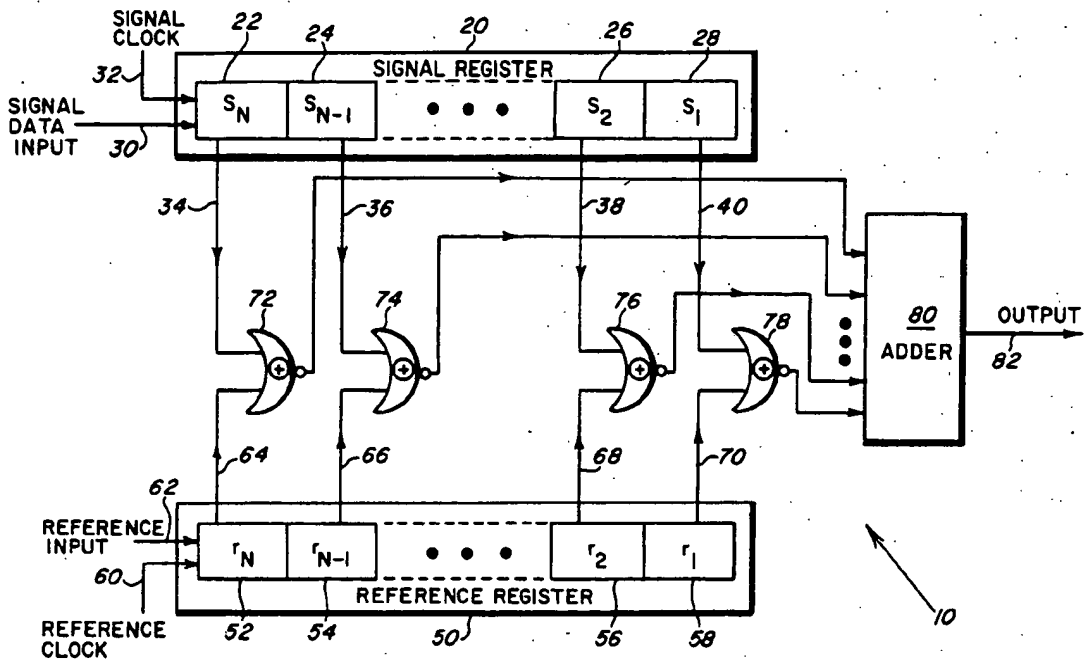 SIGNAL CLOCK
22
24
20
26
28
32
SIGNAL REGISTER
SIGNAL DATA INPUT
S_N
S_{N-1}
• • •
S_2
S_1
30
34
36
38
40
72
74
76
78
80
ADDER
OUTPUT
82
64
66
68
70
62
REFERENCE INPUT
r_N
r_{N-1}
• • •
r_2
r_1
60
REFERENCE REGISTER
REFERENCE CLOCK
52
54
50
56
58
10